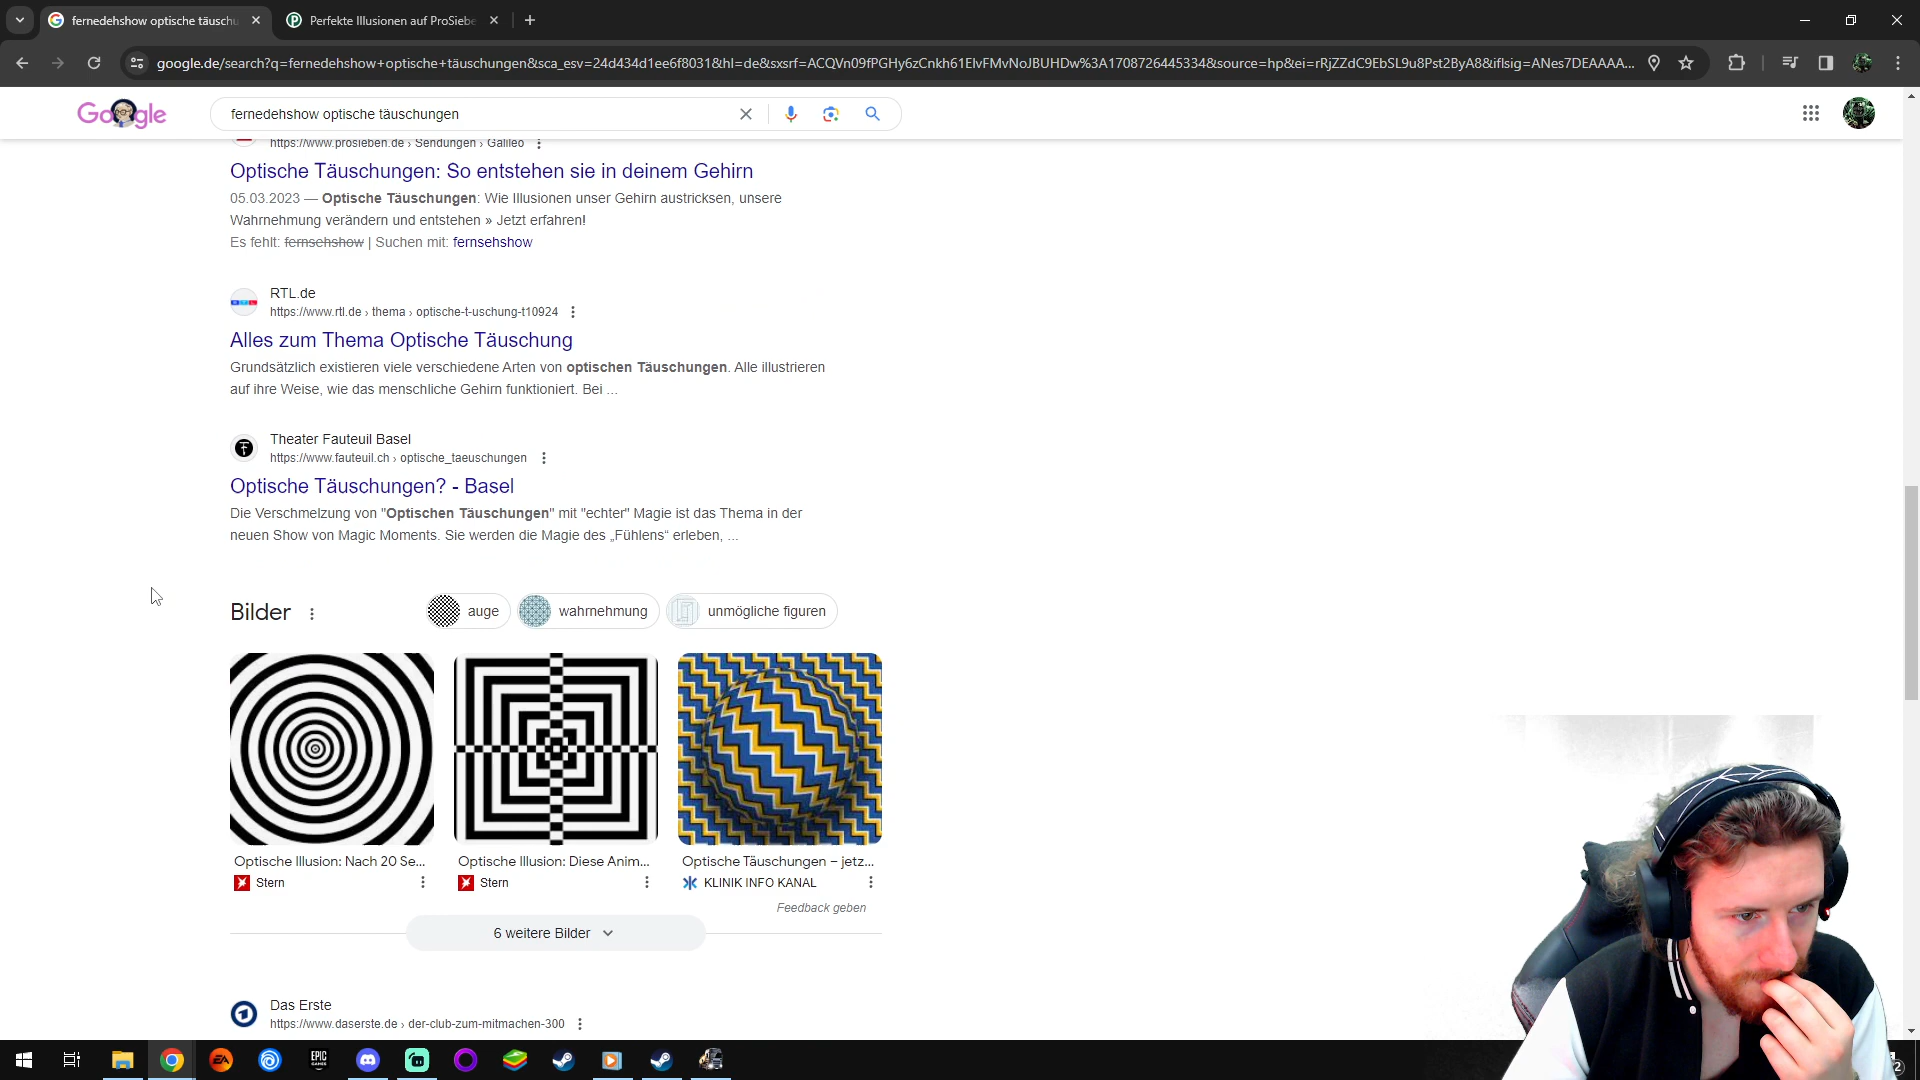 fernedehshow optische täuschu
Perfekte Illusionen auf ProSiebe
google.de/search?q=fernedehshow+optische+täuschungen&sca_esv=24d434d1ee6f8031&hl=de&sxsrf=ACQVn09fPGHy6zCnkh61ElvFMvNoJBUHDw%3A1708726445334&source=hp&ei=rRjZZdC9EbSL9u8Pst2ByA8&iflsig=ANes7DEAAAA...
Google
fernedehshow optische täuschungen
https://www.prosieben.de › Sendungen › Galileo
Optische Täuschungen: So entstehen sie in deinem Gehirn
05.03.2023 — Optische Täuschungen: Wie Illusionen unser Gehirn austricksen, unsere
Wahrnehmung verändern und entstehen » Jetzt erfahren!
Es fehlt: fernsehshow | Suchen mit: fernsehshow
RTL.de
https://www.rtl.de › thema › optische-t-uschung-t10924
Alles zum Thema Optische Täuschung
Grundsätzlich existieren viele verschiedene Arten von optischen Täuschungen. Alle illustrieren
auf ihre Weise, wie das menschliche Gehirn funktioniert. Bei ...
Theater Fauteuil Basel
https://www.fauteuil.ch › optische_taeuschungen
Optische Täuschungen? - Basel
Die Verschmelzung von "Optischen Täuschungen" mit "echter" Magie ist das Thema in der
neuen Show von Magic Moments. Sie werden die Magie des „Fühlens“ erleben, ...
Bilder
auge
wahrnehmung
unmögliche figuren
Optische Illusion: Nach 20 Se...
Stern
Optische Illusion: Diese Anim...
Stern
Optische Täuschungen – jetz...
KLINIK INFO KANAL
Feedback geben
6 weitere Bilder
Das Erste
https://www.daserste.de › der-club-zum-mitmachen-300
EA
EPIC
GAMES
2